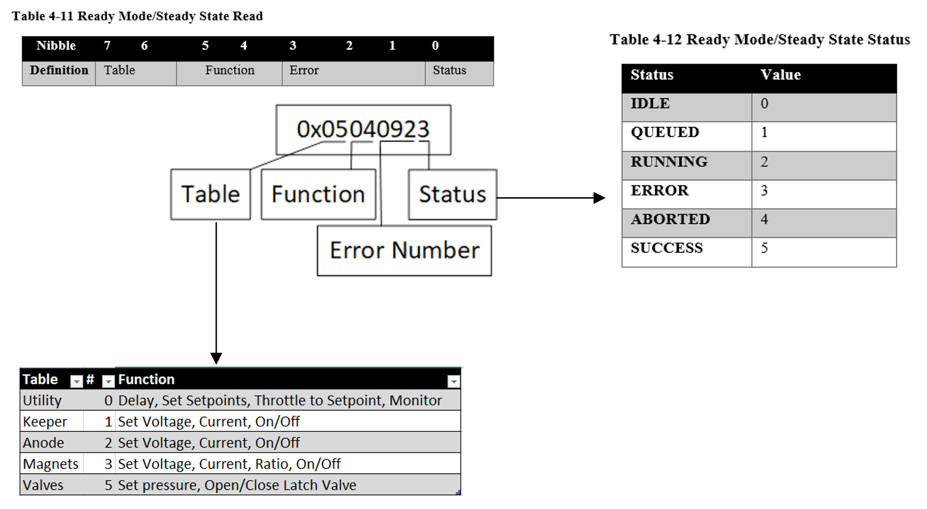 Table 4-11 Ready Mode/Steady State Read
Nibble 7 6 5 4 3 2 1 0
Definition Table Function Error Status
0x05040923
Table Function Status
Error Number
Table 4-12 Ready Mode/Steady State Status
Status Value
IDLE 0
QUEUED 1
RUNNING 2
ERROR 3
ABORTED 4
SUCCESS 5
Table # Function
Utility 0 Delay, Set Setpoints, Throttle to Setpoint, Monitor
Keeper 1 Set Voltage, Current, On/Off
Anode 2 Set Voltage, Current, On/Off
Magnets 3 Set Voltage, Current, Ratio, On/Off
Valves 5 Set pressure, Open/Close Latch Valve